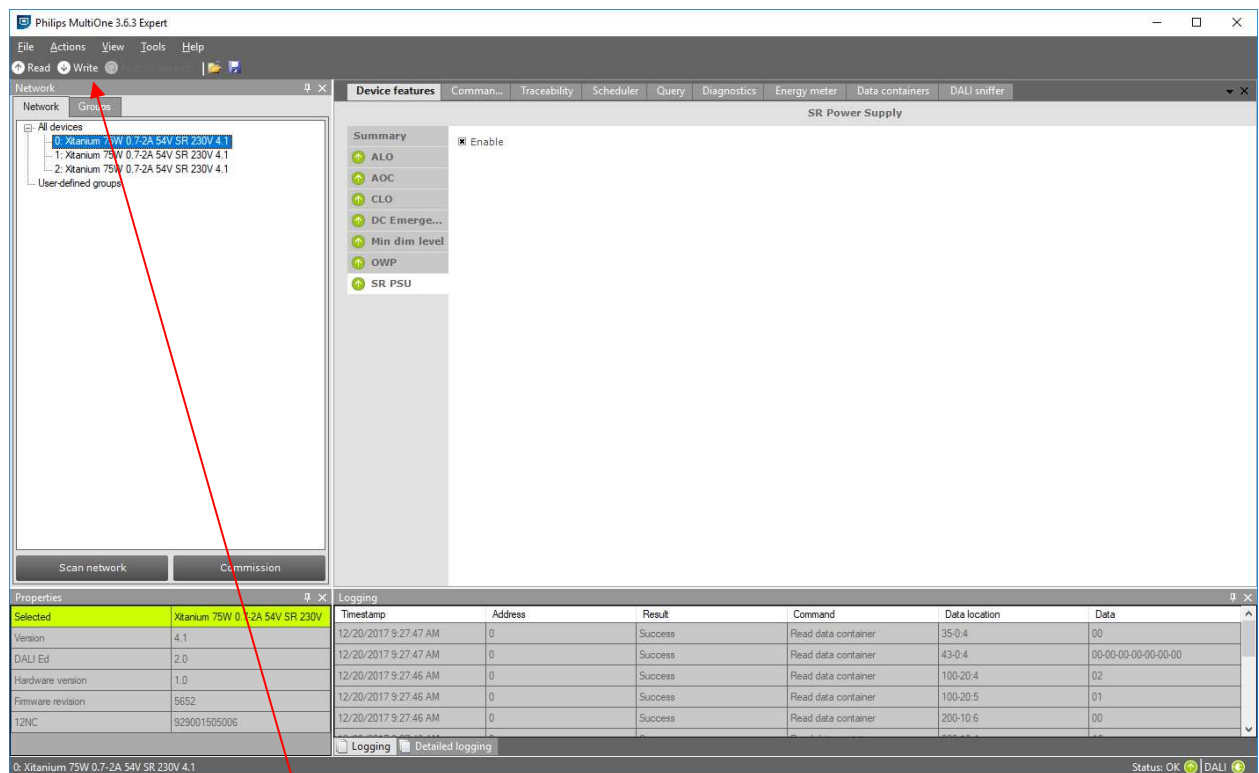 Philips MultiOne 3.6.3 Expert
File Actions View Tools Help
Read Write
Network
Network Groups
All devices
0: Xitanium 75W 0.7-2A 54V SR 230V 4.1
1: Xitanium 75W 0.7-2A 54V SR 230V 4.1
2: Xitanium 75W 0.7-2A 54V SR 230V 4.1
User-defined groups
Scan network Commission
Device features Comman... Traceability Scheduler Query Diagnostics Energy meter Data containers DALI sniffer
SR Power Supply
Summary
ALO
AOC
CLO
DC Emerge...
Min dim level
OWP
SR PSU
Enable
Properties
Selected Xitanium 75W 0.7-2A 54V SR 230V
Version 4.1
DALI Ed 2.0
Hardware version 1.0
Firmware revision 5652
12NC 929001505006
Logging
Timestamp Address Result Command Data location Data
12/20/2017 9:27:47 AM 0 Success Read data container 35-0:4 00
12/20/2017 9:27:47 AM 0 Success Read data container 43-0:4 00-00-00-00-00-00-00
12/20/2017 9:27:46 AM 0 Success Read data container 100-20:4 02
12/20/2017 9:27:46 AM 0 Success Read data container 100-20:5 01
12/20/2017 9:27:46 AM 0 Success Read data container 200-10:6 00
Logging Detailed logging
0: Xitanium 75W 0.7-2A 54V SR 230V 4.1
Status: OK DALI